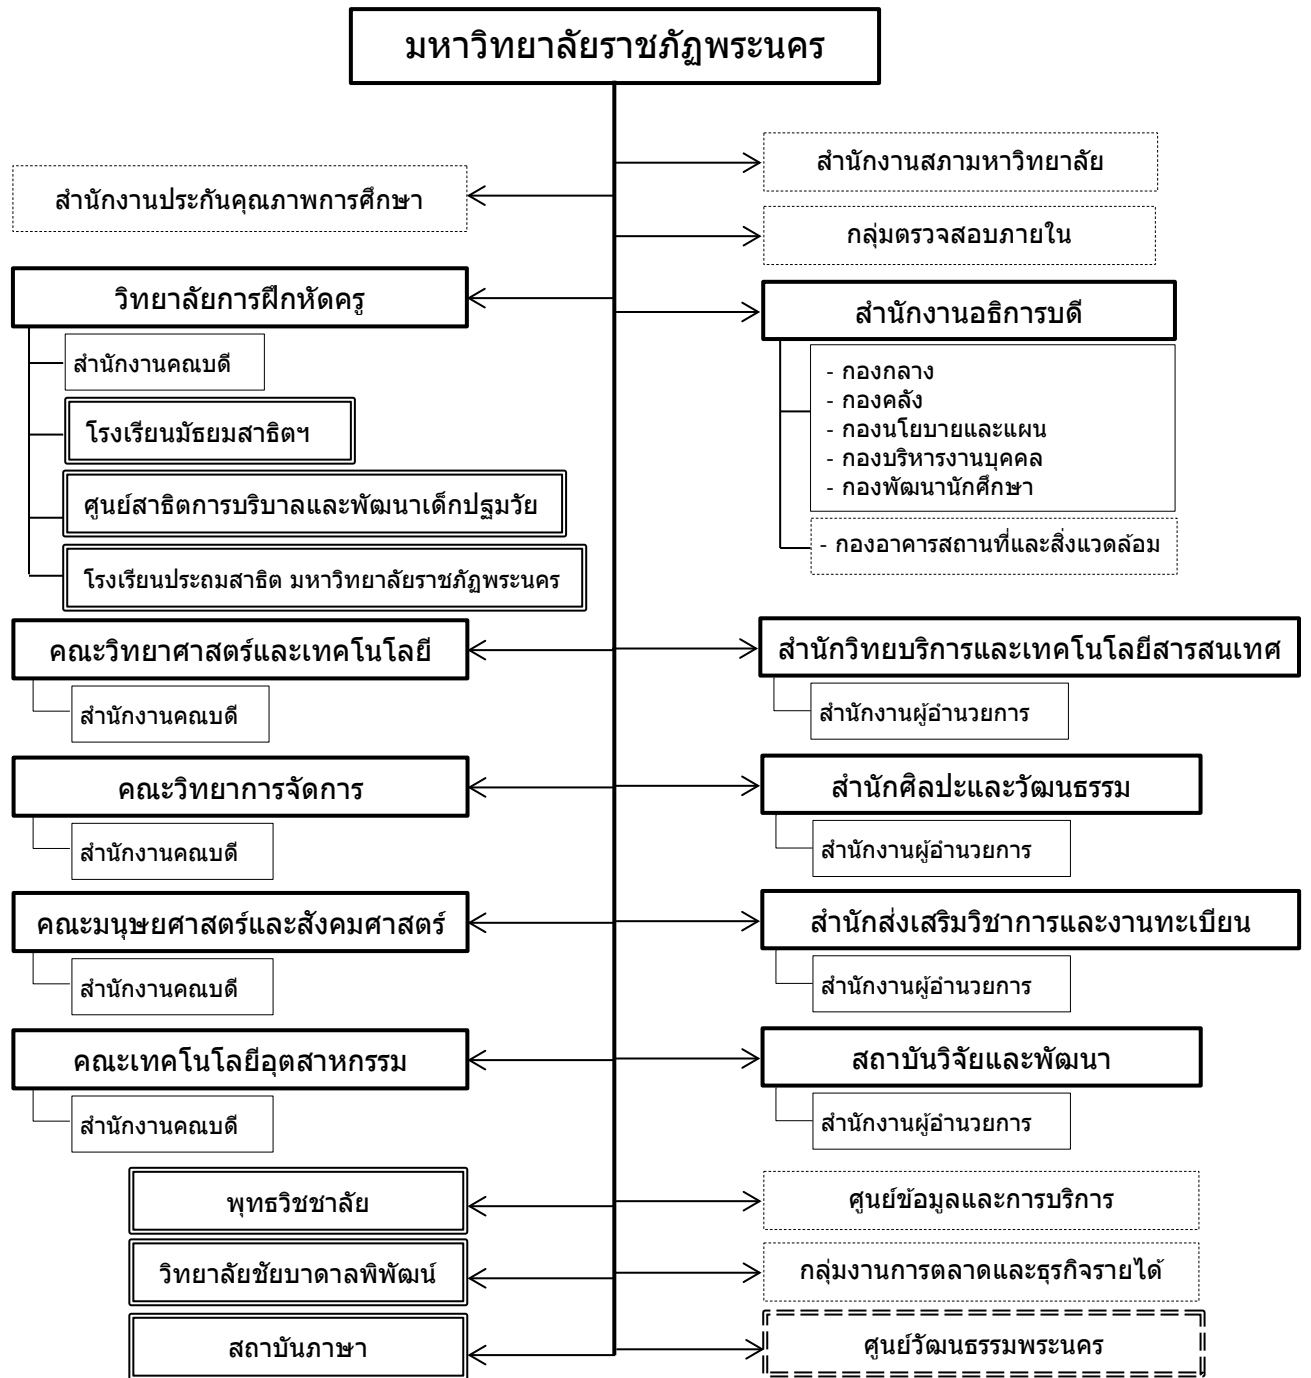 มหาวิทยาลัยราชภัฏพระนคร
สำนักงานประกันคุณภาพการศึกษา
วิทยาลัยการฝึกหัดครู
สำนักงานคณบดี
โรงเรียนมัธยมสาธิตฯ
ศูนย์สาธิตการบริบาลและพัฒนาเด็กปฐมวัย
โรงเรียนประถมสาธิต มหาวิทยาลัยราชภัฏพระนคร
คณะวิทยาศาสตร์และเทคโนโลยี
สำนักงานคณบดี
คณะวิทยาการจัดการ
สำนักงานคณบดี
คณะมนุษยศาสตร์และสังคมศาสตร์
สำนักงานคณบดี
คณะเทคโนโลยีอุตสาหกรรม
สำนักงานคณบดี
พุทธวิชชาลัย
วิทยาลัยชัยบาดาลพิพัฒน์
สถาบันภาษา
สำนักงานสภามหาวิทยาลัย
กลุ่มตรวจสอบภายใน
สำนักงานอธิการบดี
- กองกลาง
- กองคลัง
- กองนโยบายและแผน
- กองบริหารงานบุคคล
- กองพัฒนานักศึกษา
- กองอาคารสถานที่และสิ่งแวดล้อม
สำนักวิทยบริการและเทคโนโลยีสารสนเทศ
สำนักงานผู้อำนวยการ
สำนักศิลปะและวัฒนธรรม
สำนักงานผู้อำนวยการ
สำนักส่งเสริมวิชาการและงานทะเบียน
สำนักงานผู้อำนวยการ
สถาบันวิจัยและพัฒนา
สำนักงานผู้อำนวยการ
ศูนย์ข้อมูลและการบริการ
กลุ่มงานการตลาดและธุรกิจรายได้
ศูนย์วัฒนธรรมพระนคร